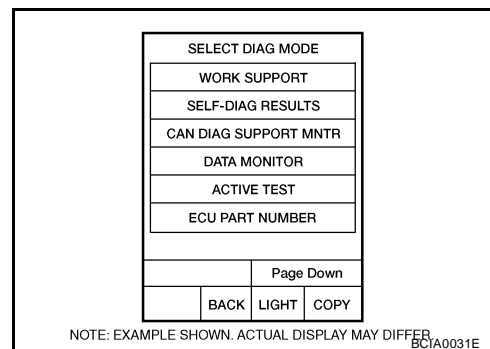 SELECT DIAG MODE
WORK SUPPORT
SELF-DIAG RESULTS
CAN DIAG SUPPORT MNTR
DATA MONITOR
ACTIVE TEST
ECU PART NUMBER
Page Down
BACK LIGHT COPY
NOTE: EXAMPLE SHOWN. ACTUAL DISPLAY MAY DIFFER.
BCIA0031E